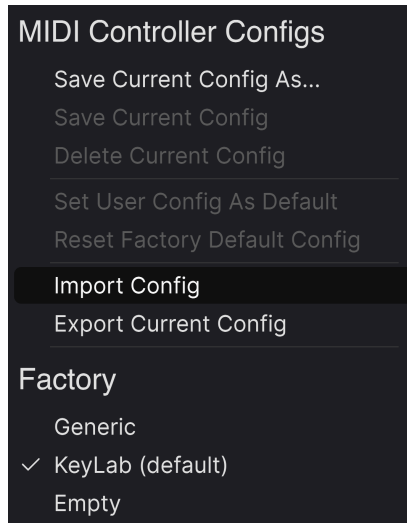 MIDI Controller Configs
Save Current Config As...
Save Current Config
Delete Current Config
Set User Config As Default
Reset Factory Default Config
Import Config
Export Current Config
Factory
Generic
KeyLab (default)
Empty